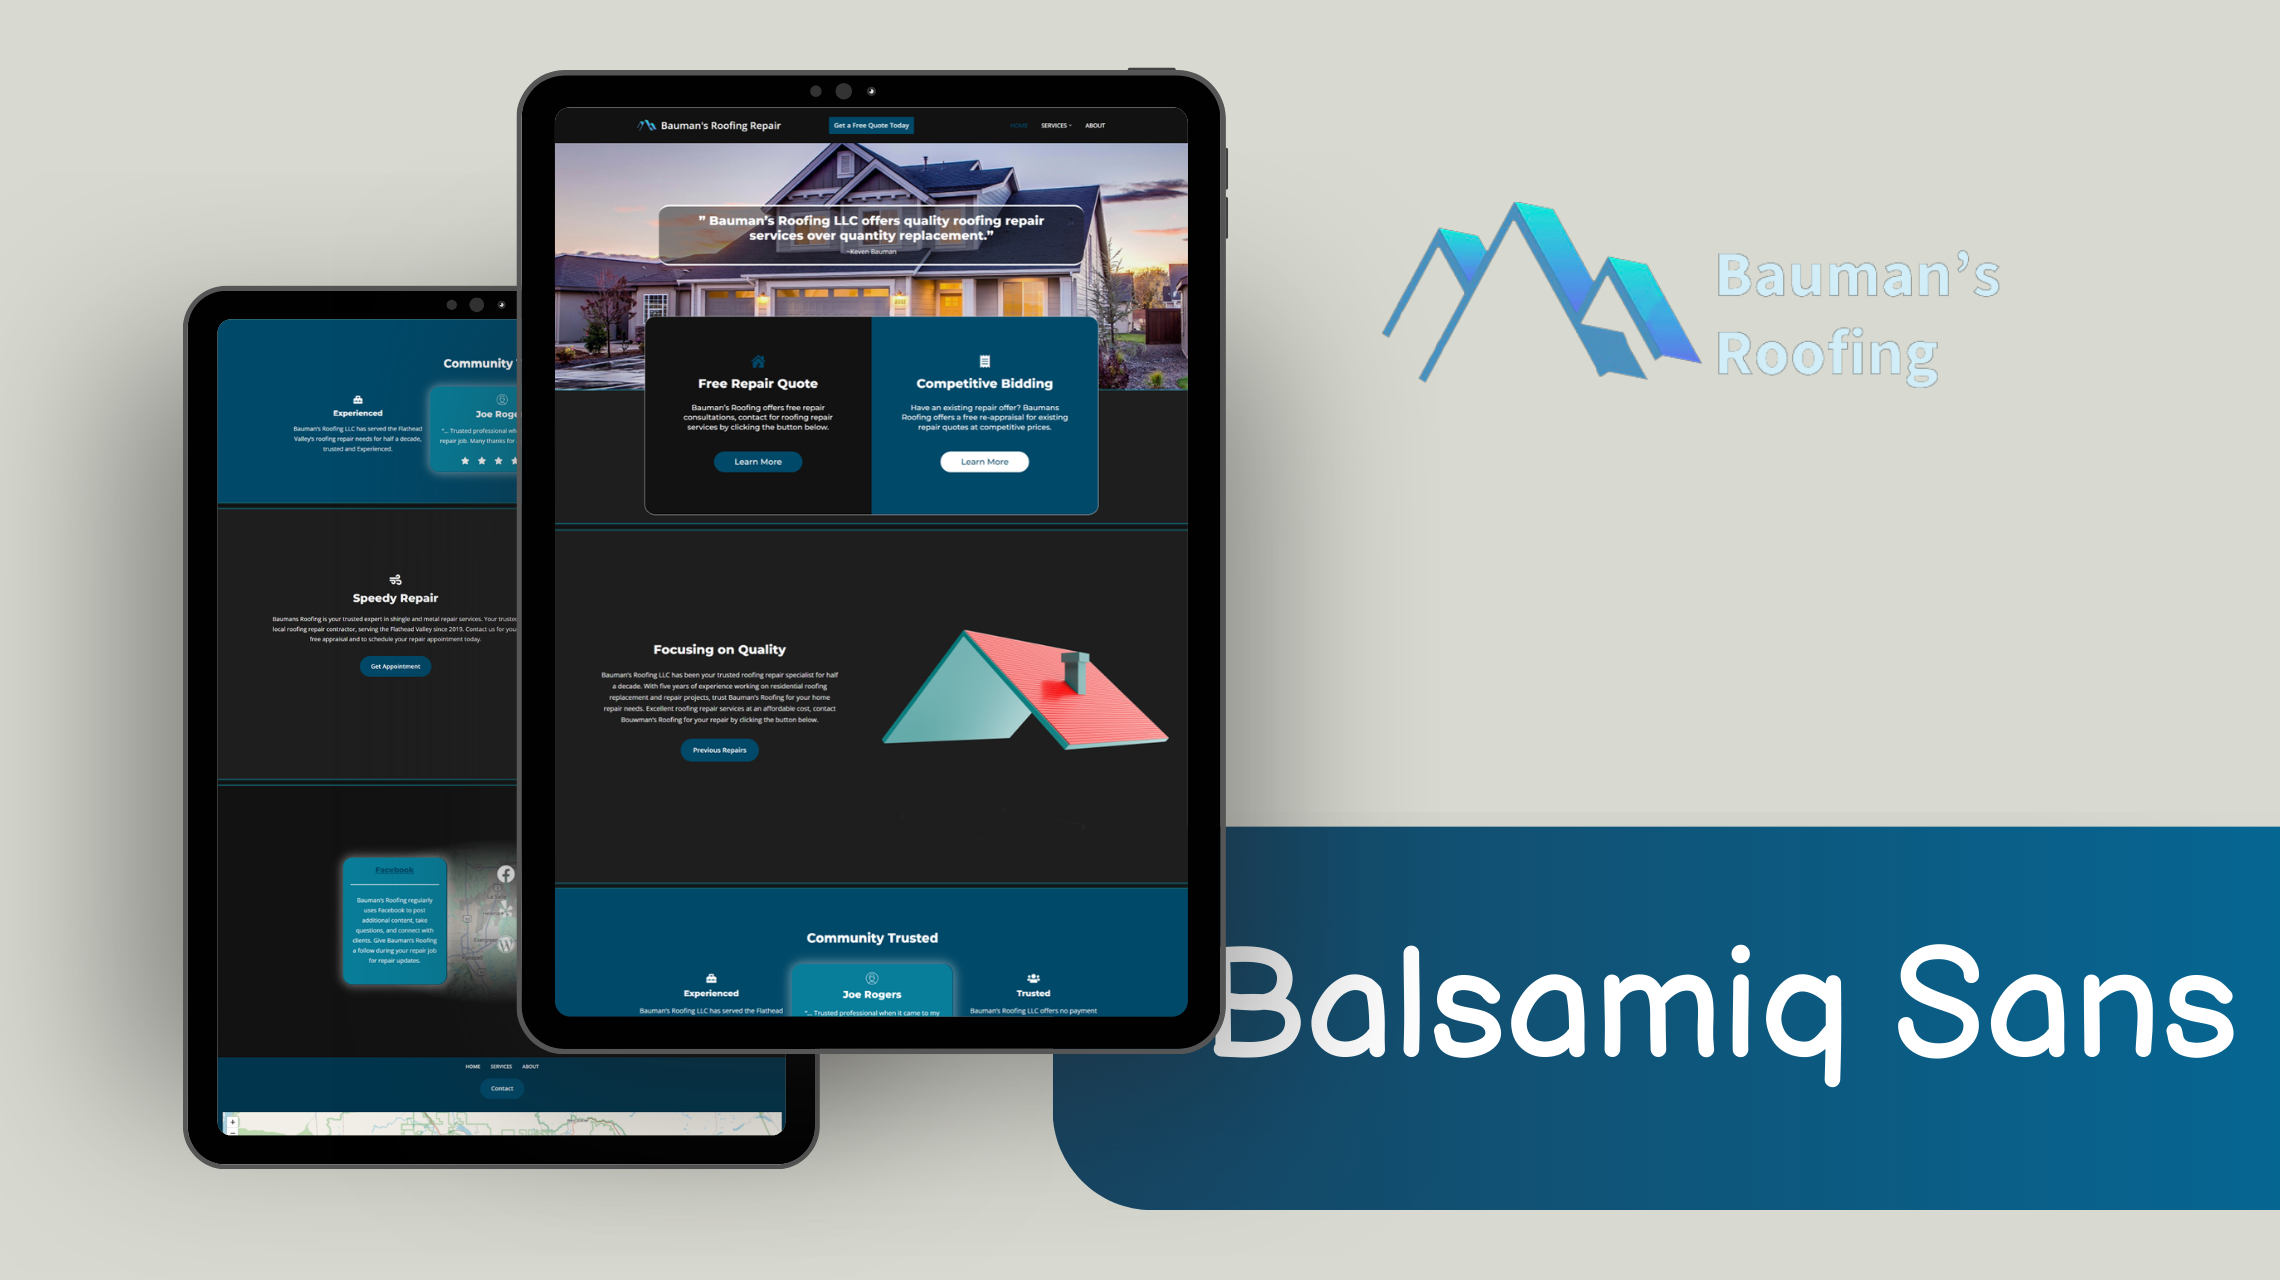 Bauman's Roofing Repair
Get a Free Quote Today
HOME
SERVICES
ABOUT
" Bauman's Roofing LLC offers quality roofing repair
services over quantity replacement."
~Keven Bauman
Free Repair Quote
Bauman's Roofing offers free repair
consultations, contact for roofing repair
services by clicking the button below.
Learn More
Competitive Bidding
Have an existing repair offer? Baumans
Roofing offers a free re-appraisal for existing
repair quotes at competitive prices.
Learn More
Focusing on Quality
Bauman's Roofing LLC has been your trusted roofing repair specialist for half
a decade. With five years of experience working on residential roofing
replacement and repair projects, trust Bauman's Roofing for your home
repair needs. Excellent roofing repair services at an affordable cost, contact
Bouwman's Roofing for your repair by clicking the button below.
Previous Repairs
Community Trusted
Experienced
Bauman's Roofing LLC has served the Flathead
Joe Rogers
"... Trusted professional when it came to my
Trusted
Bauman's Roofing LLC offers no payment
Community
Experienced
Bauman's Roofing LLC has served the Flathead
Valley's roofing repair needs for half a decade,
trusted and Experienced.
Joe Roge
"... Trusted professional wh
repair job. Many thanks for
Speedy Repair
Baumans Roofing is your trusted expert in shingle and metal repair services. Your truste
local roofing repair contractor, serving the Flathead Valley since 2019. Contact us for you
free appraisal and to schedule your repair appointment today.
Get Appointment
Facebook
Bauman's Roofing regularly
uses Facebook to post
additional content, take
questions, and connect with
clients. Give Bauman's Roofing
a follow during your repair job
for repair updates.
HOME
SERVICES
ABOUT
Contact
Bauman's
Roofing
Balsamiq Sans